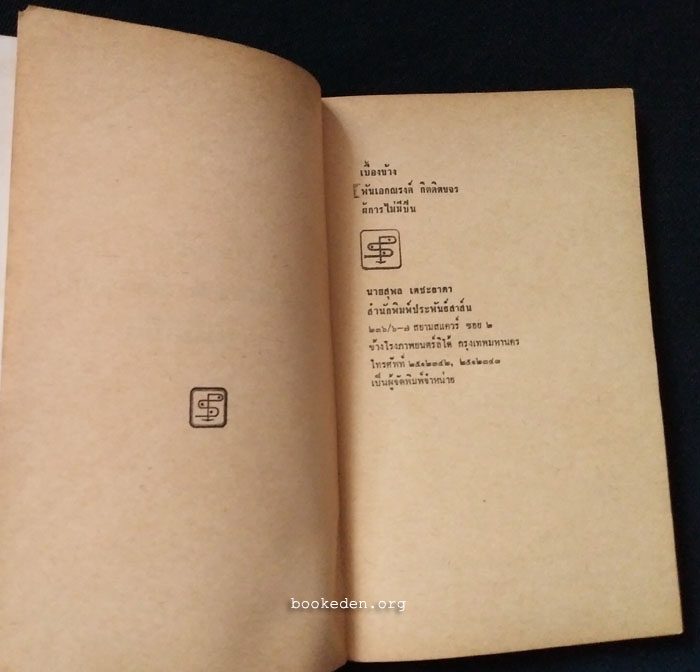 เบื้องข้าง
พันเอกณรงค์ กิตติขจร
ผู้การไม่มีปืน
นายสุพล เตชะธาดา
สำนักพิมพ์ประพันธ์สาส์น
๒๓๖/๖-๗ สยามสแควร์ ซอย ๒
ข้างโรงภาพยนตร์ลิโด้ กรุงเทพมหานคร
โทรศัพท์ ๒๕๑๒๓๔๒, ๒๕๑๒๓๔๓
เป็นผู้จัดพิมพ์จำหน่าย
bookeden.org